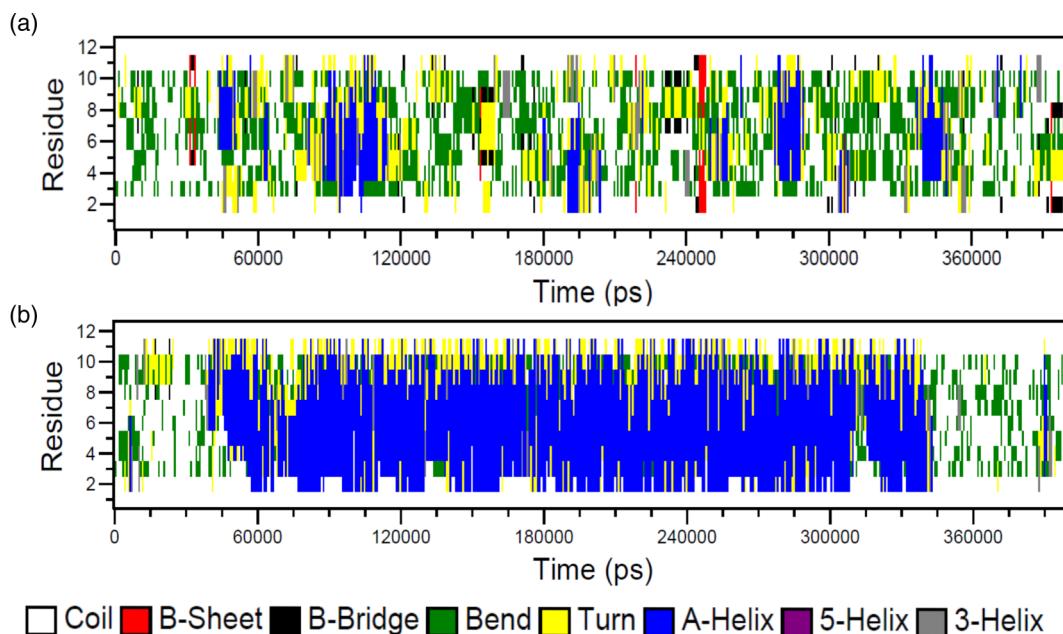 (a)
12
10
8
6
4
2
Residue
0 60000 120000 180000 240000 300000 360000
Time (ps)
(b)
12
10
8
6
4
2
Residue
0 60000 120000 180000 240000 300000 360000
Time (ps)
Coil B-Sheet B-Bridge Bend Turn A-Helix 5-Helix 3-Helix